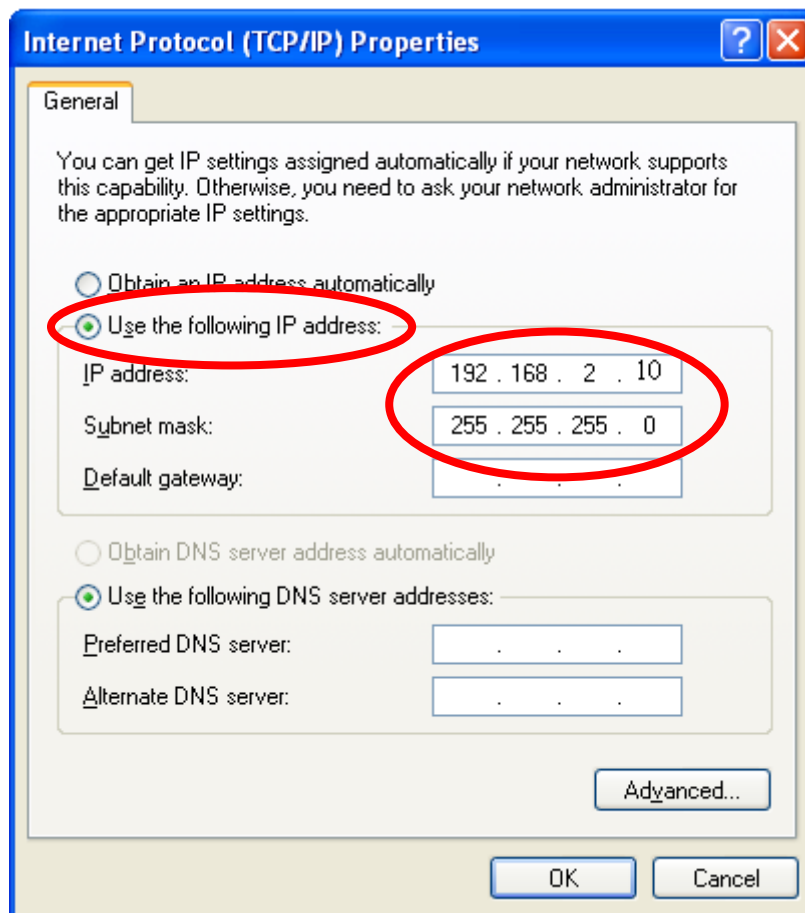 Internet Protocol (TCP/IP) Properties
General
You can get IP settings assigned automatically if your network supports
this capability. Otherwise, you need to ask your network administrator for
the appropriate IP settings.
Obtain an IP address automatically
Use the following IP address:
IP address: 192 . 168 . 2 . 10
Subnet mask: 255 . 255 . 255 . 0
Default gateway: . . .
Obtain DNS server address automatically
Use the following DNS server addresses:
Preferred DNS server: . . .
Alternate DNS server: . . .
Advanced...
OK Cancel